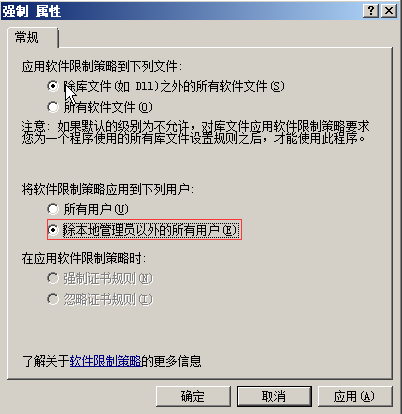 强制 属性
常规
应用软件限制策略到下列文件:
除库文件(如 Dll)之外的所有软件文件(S)
所有软件文件(O)
注意: 如果默认的级别为不允许，对库文件应用软件限制策略要求
您为一个程序使用的所有库文件设置规则之后，才能使用此程序。
将软件限制策略应用到下列用户:
所有用户(U)
除本地管理员以外的所有用户(E)
在应用软件限制策略时:
强制证书规则(N)
忽略证书规则(I)
了解关于软件限制策略的更多信息
确定 取消 应用(A)